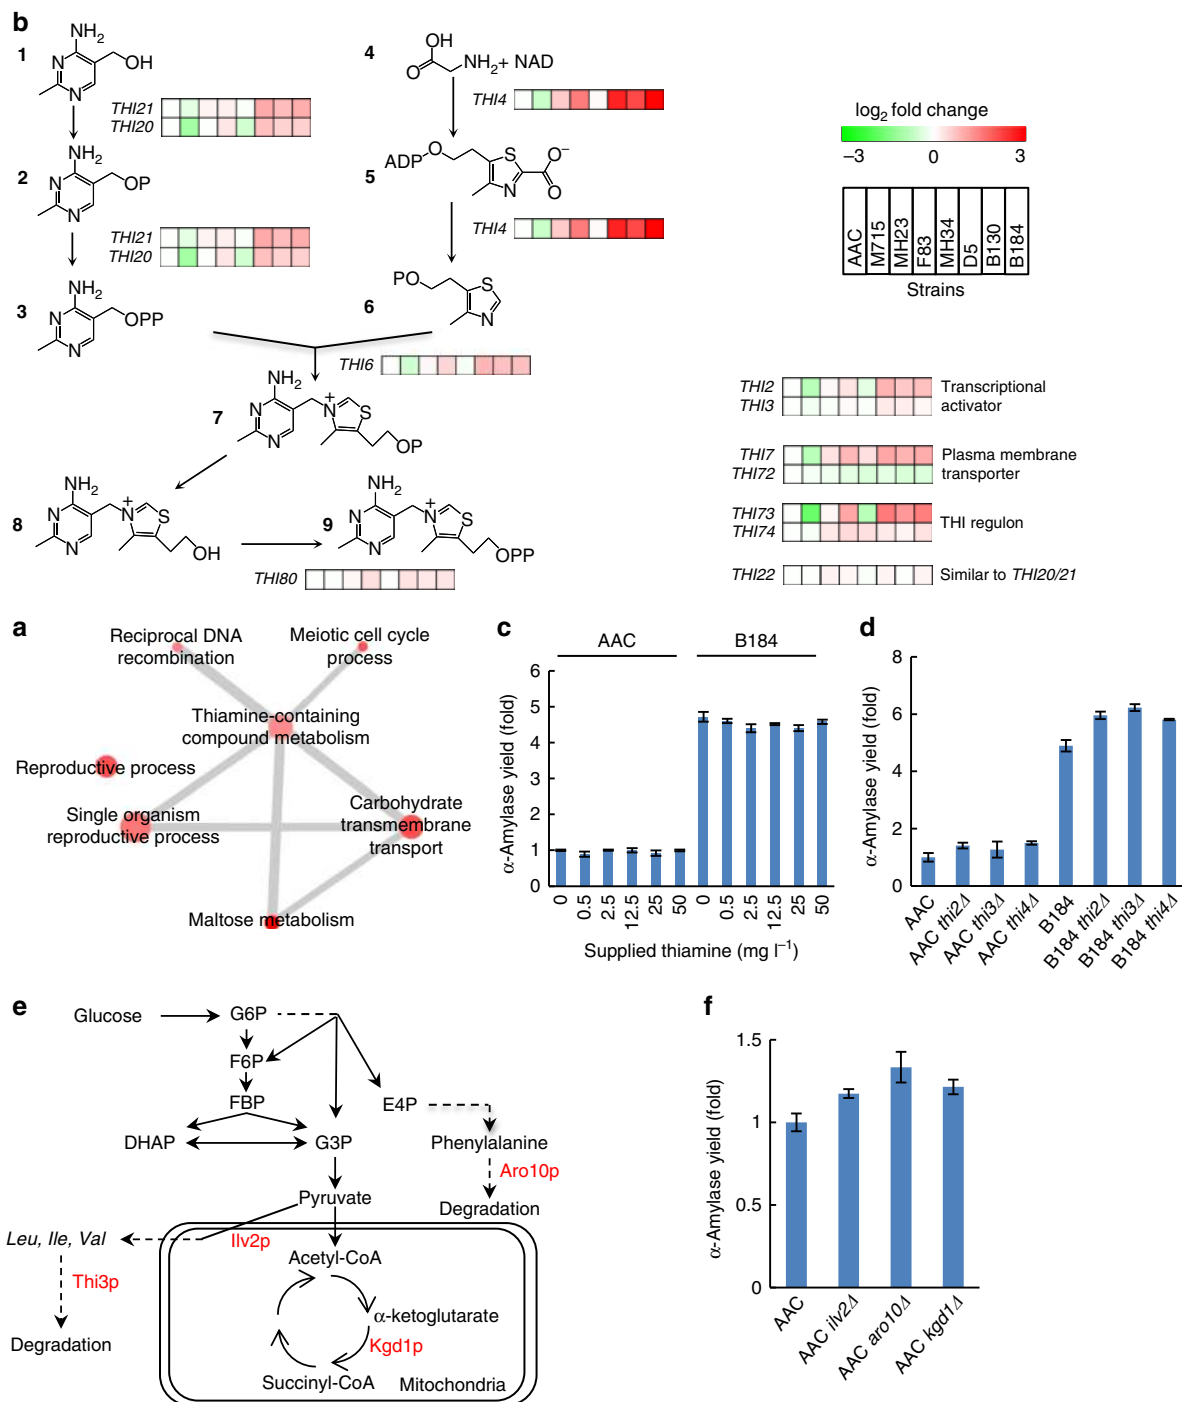 b
1
NH2
N
N
OH
THI21
THI20
2
NH2
N
N
OP
THI21
THI20
3
NH2
N
N
OPP
4
OH
O
NH2+ NAD
THI4
5
ADP
O
S
N
O−
O
THI4
6
PO
S
N
THI6
7
NH2
N
N
N
+
S
OP
8
NH2
N
N
N
+
S
OH
9
NH2
N
N
N
+
S
OPP
THI80
log2 fold change
−3 0 3
AAC
M715
MH23
F83
MH34
D5
B130
B184
Strains
THI2
THI3
Transcriptional
activator
THI7
THI72
Plasma membrane
transporter
THI73
THI74
THI regulon
THI22
Similar to THI20/21
a
Reciprocal DNA
recombination
Meiotic cell cycle
process
Thiamine-containing
compound metabolism
Reproductive process
Single organism
reproductive process
Carbohydrate
transmembrane
transport
Maltose metabolism
c
AAC
B184
α-Amylase yield (fold)
6
5
4
3
2
1
0
0
0.5
2.5
12.5
25
50
0
0.5
2.5
12.5
25
50
Supplied thiamine (mg l−1)
d
α-Amylase yield (fold)
8
6
4
2
0
AAC
AAC thi2Δ
AAC thi3Δ
AAC thi4Δ
B184
B184 thi2Δ
B184 thi3Δ
B184 thi4Δ
e
Glucose
G6P
F6P
FBP
DHAP
G3P
E4P
Phenylalanine
Aro10p
Degradation
Pyruvate
Leu, Ile, Val
Ilv2p
Thi3p
Degradation
Acetyl-CoA
α-ketoglutarate
Kgd1p
Succinyl-CoA
Mitochondria
f
α-Amylase yield (fold)
1.5
1
0.5
0
AAC
AAC ilv2Δ
AAC aro10Δ
AAC kgd1Δ